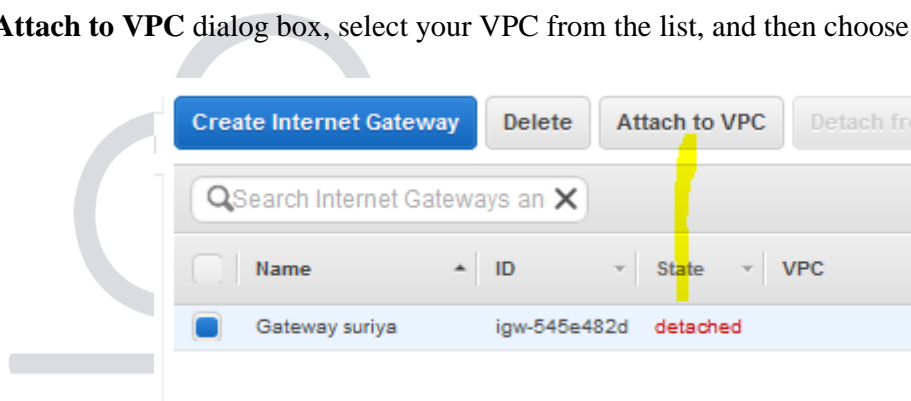 Attach to VPC dialog box, select your VPC from the list, and then choose
Create Internet Gateway Delete Attach to VPC Detach
Search Internet Gateways an
Name ID State VPC
Gateway suriya igw-545e482d detached